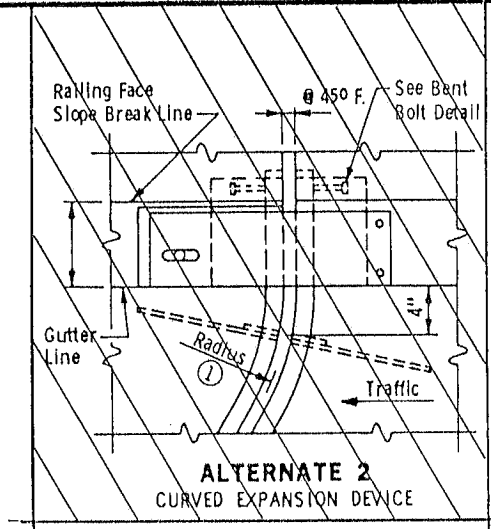 Railing Face
Slope Break Line
@ 45º F.
See Bent
Bolt Detail
4"
Gutter
Line
Radius
1
Traffic
ALTERNATE 2
CURVED EXPANSION DEVICE